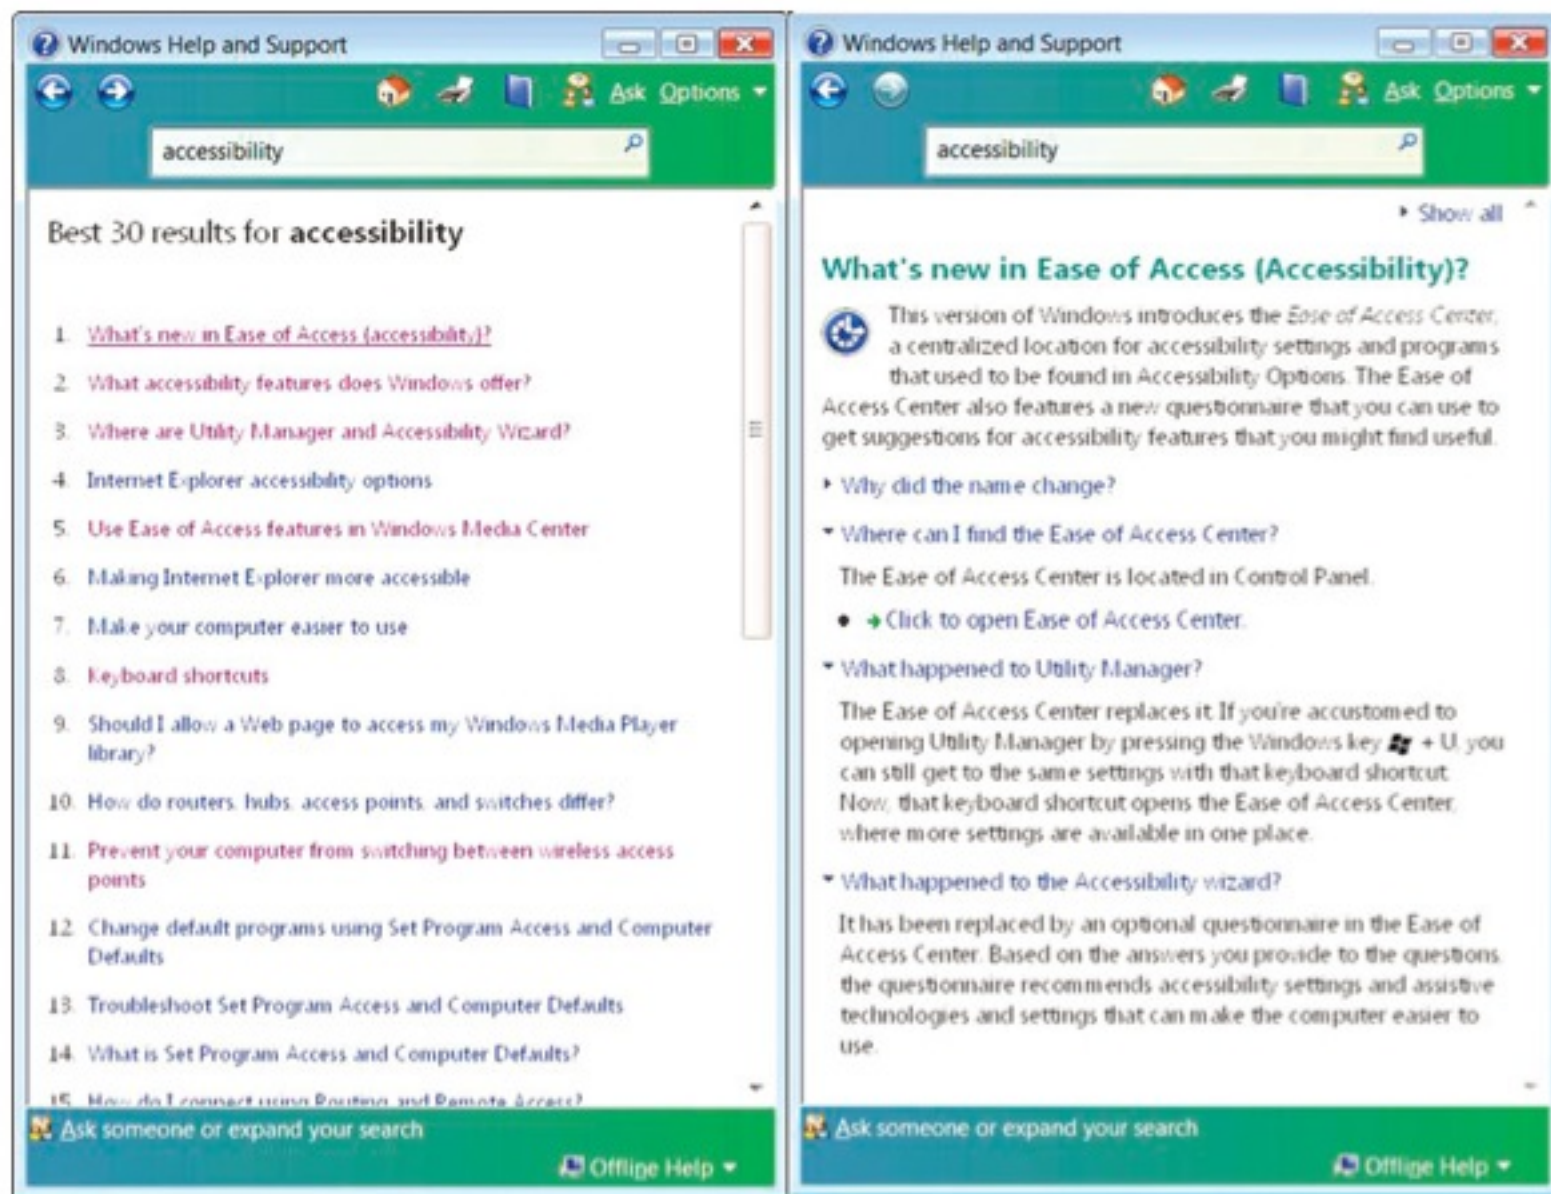 Windows Help and Support
Ask Options
accessibility
Best 30 results for accessibility
1. What's new in Ease of Access (accessibility)?
2. What accessibility features does Windows offer?
3. Where are Utility Manager and Accessibility Wizard?
4. Internet Explorer accessibility options
5. Use Ease of Access features in Windows Media Center
6. Making Internet Explorer more accessible
7. Make your computer easier to use
8. Keyboard shortcuts
9. Should I allow a Web page to access my Windows Media Player
library?
10. How do routers, hubs, access points, and switches differ?
11. Prevent your computer from switching between wireless access
points
12. Change default programs using Set Program Access and Computer
Defaults
13. Troubleshoot Set Program Access and Computer Defaults
14. What is Set Program Access and Computer Defaults?
15. How do I connect using Routing and Remote Access?
Ask someone or expand your search
Offline Help
Windows Help and Support
Ask Options
accessibility
Show all
What's new in Ease of Access (Accessibility)?
This version of Windows introduces the Ease of Access Center,
a centralized location for accessibility settings and programs
that used to be found in Accessibility Options. The Ease of
Access Center also features a new questionnaire that you can use to
get suggestions for accessibility features that you might find useful.
Why did the name change?
Where can I find the Ease of Access Center?
The Ease of Access Center is located in Control Panel.
Click to open Ease of Access Center.
What happened to Utility Manager?
The Ease of Access Center replaces it. If you're accustomed to
opening Utility Manager by pressing the Windows key + U, you
can still get to the same settings with that keyboard shortcut.
Now, that keyboard shortcut opens the Ease of Access Center,
where more settings are available in one place.
What happened to the Accessibility wizard?
It has been replaced by an optional questionnaire in the Ease of
Access Center. Based on the answers you provide to the questions,
the questionnaire recommends accessibility settings and assistive
technologies and settings that can make the computer easier to
use.
Ask someone or expand your search
Offline Help